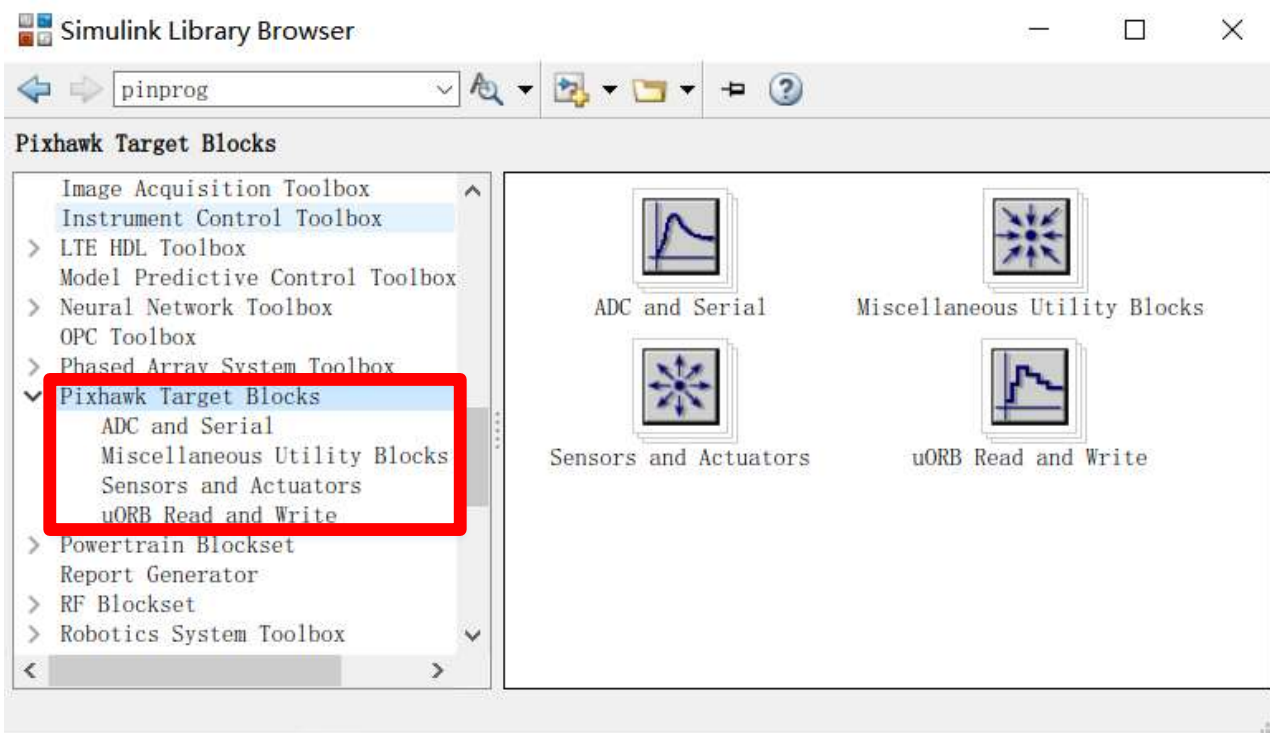 Simulink Library Browser
pinprog
Pixhawk Target Blocks
Image Acquisition Toolbox
Instrument Control Toolbox
LTE HDL Toolbox
Model Predictive Control Toolbox
Neural Network Toolbox
OPC Toolbox
Phased Array System Toolbox
Pixhawk Target Blocks
ADC and Serial
Miscellaneous Utility Blocks
Sensors and Actuators
uORB Read and Write
Powertrain Blockset
Report Generator
RF Blockset
Robotics System Toolbox
ADC and Serial
Miscellaneous Utility Blocks
Sensors and Actuators
uORB Read and Write